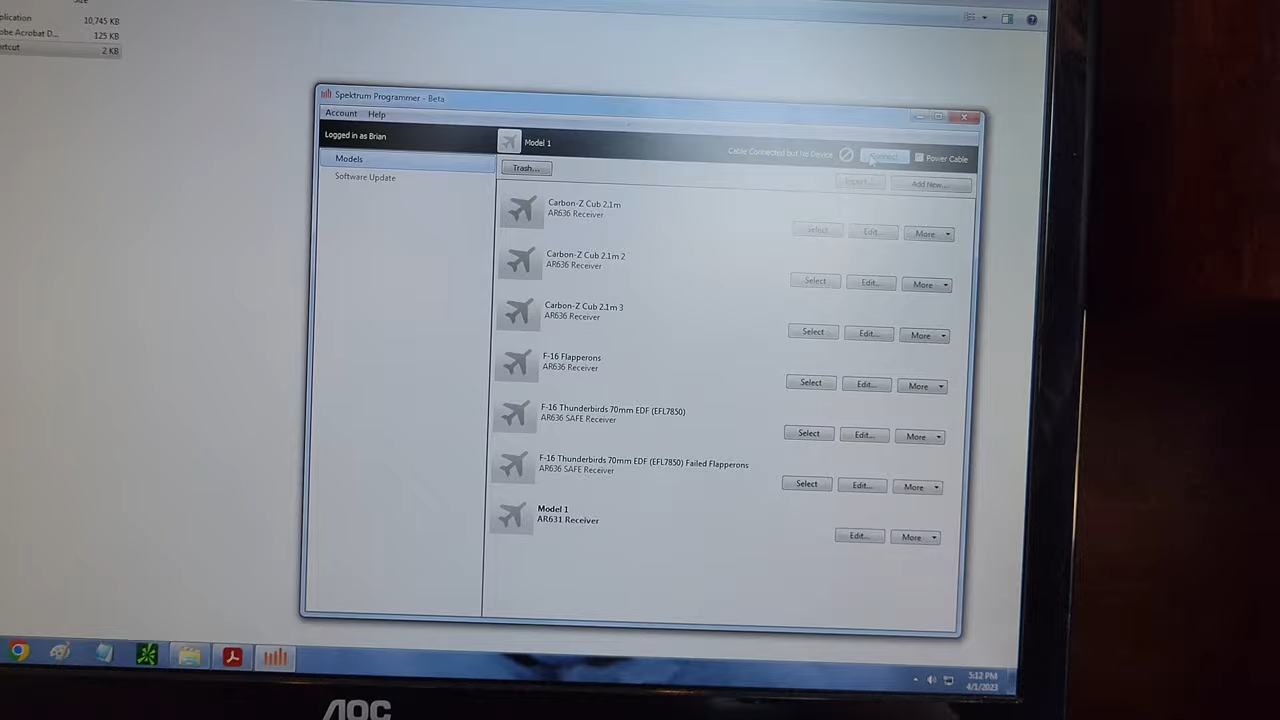 Size
plication 10,745 KB
obe Acrobat D... 125 KB
ortcut 2 KB
Spektrum Programmer - Beta
Account Help
Logged in as Brian
Model 1
Cable Connected but No Device
Connect
Power Cable
Models
Software Update
Trash...
Import...
Add New...
Carbon-Z Cub 2.1m
AR636 Receiver
Select Edit... More
Carbon-Z Cub 2.1m 2
AR636 Receiver
Select Edit... More
Carbon-Z Cub 2.1m 3
AR636 Receiver
Select Edit... More
F-16 Flapperons
AR636 Receiver
Select Edit... More
F-16 Thunderbirds 70mm EDF (EFL7850)
AR636 SAFE Receiver
Select Edit... More
F-16 Thunderbirds 70mm EDF (EFL7850) Failed Flapperons
AR636 SAFE Receiver
Select Edit... More
Model 1
AR631 Receiver
Edit... More
5:12 PM
4/1/2023
AOC